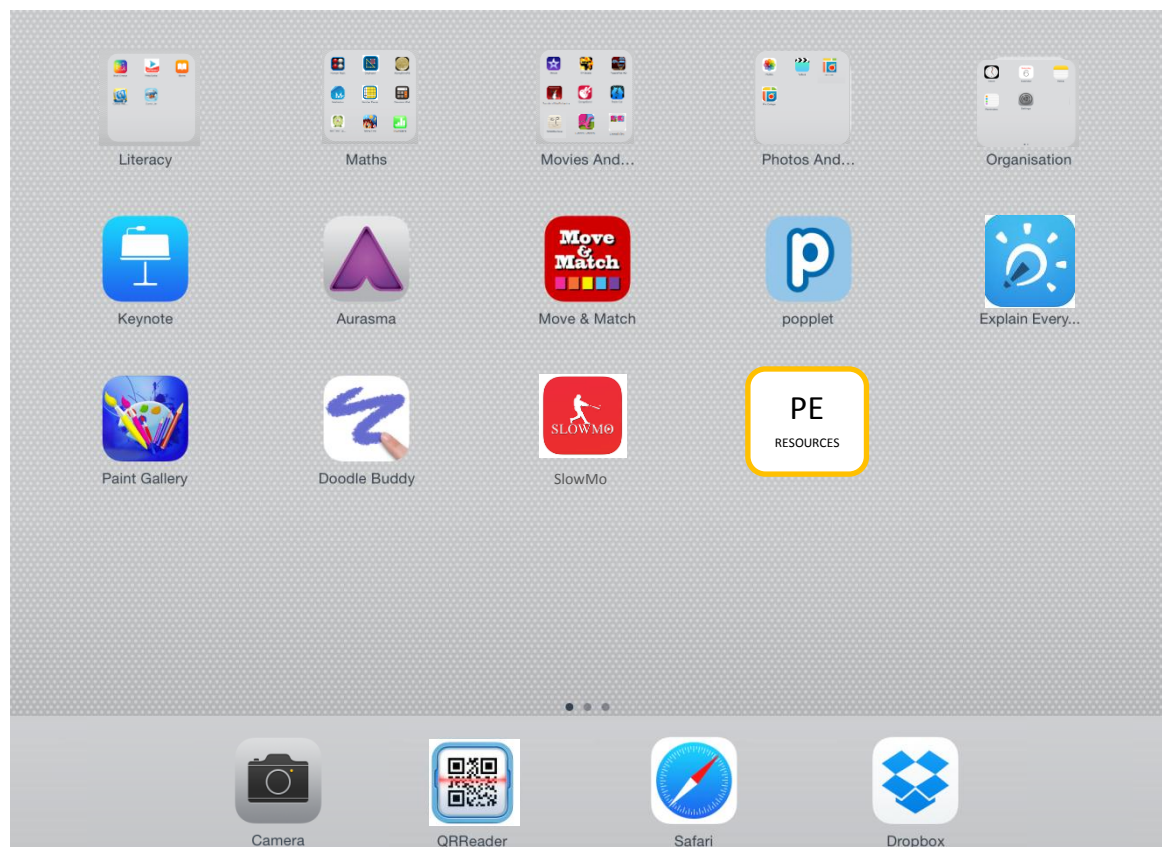 Literacy
Maths
Movies And...
Photos And...
Organisation
Move
&
Match
p
Keynote
Aurasma
Move & Match
popplet
Explain Every...
SLOWMO
PE
RESOURCES
Paint Gallery
Doodle Buddy
SlowMo
Camera
QRReader
Safari
Dropbox